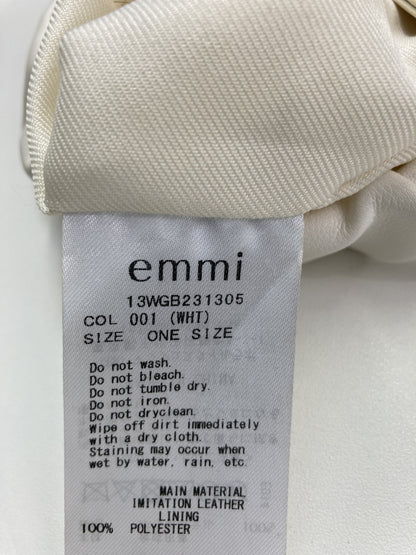 emmi
13WGB231305
COL 001 (WHT)
SIZE ONE SIZE
Do not wash.
Do not bleach.
Do not tumble dry.
Do not iron.
Do not dryclean.
Wipe off dirt immediately
with a dry cloth.
Staining may occur when
wet by water, rain, etc.
MAIN MATERIAL
IMITATION LEATHER
LINING
100% POLYESTER